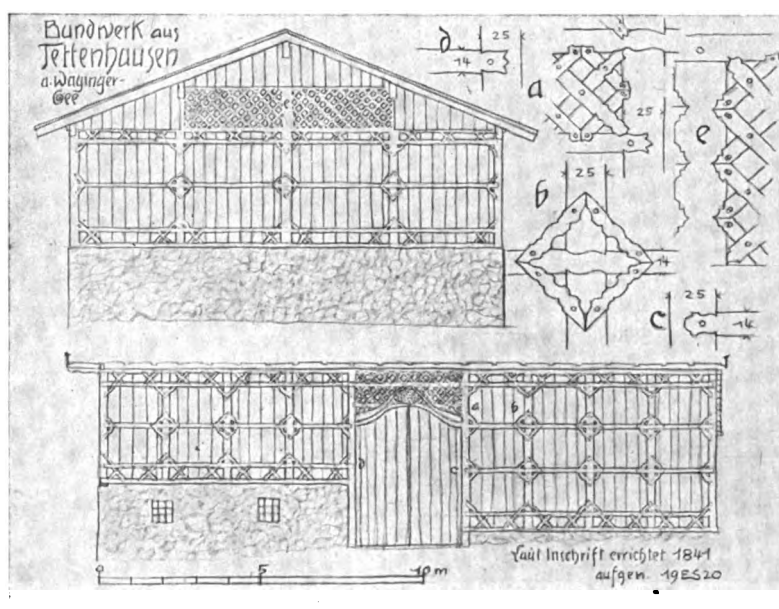 Bundwerk aus
Tettenhausen
a. Waginger-
See
d
25
14
a
25
e
b
25
14
c
25
14
e
a
b
d
c
0 5 10 m
Laut Inschrift errichtet 1841
aufgen. 19ES20